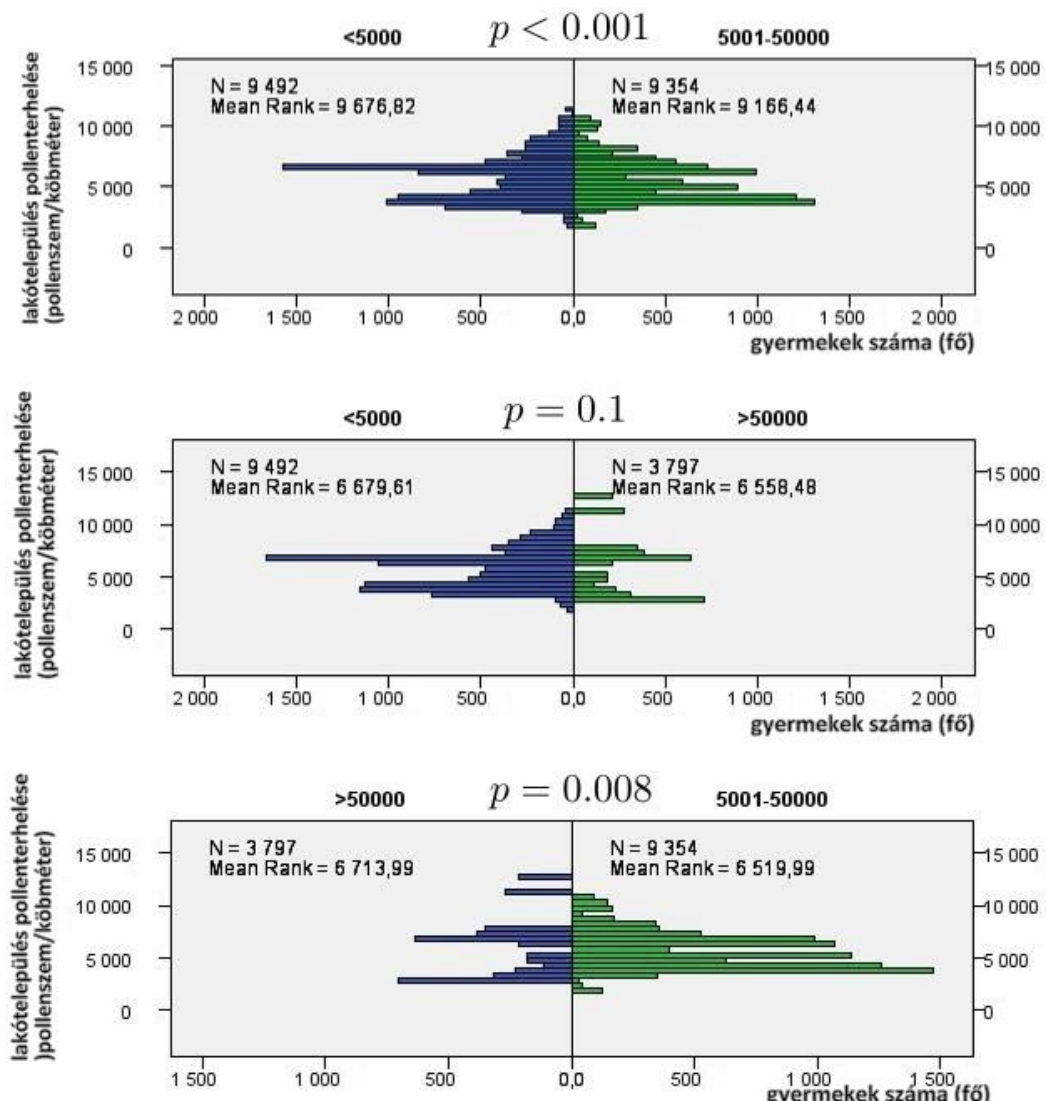 <5000 p < 0.001 5001-50000
lakótelepülés pollenterhelése
(pollenszem/köbméter)
15 000 N = 9 492 N = 9 354 15 000
Mean Rank = 9 676,82 Mean Rank = 9 166,44
10 000 10 000
5 000 5 000
0 0
2 000 1 500 1 000 500 0,0 500 1 000 1 500 2 000
gyermekek száma (fő)
<5000 p = 0.1 >50000
lakótelepülés pollenterhelése
(pollenszem/köbméter)
15 000 N = 9 492 N = 3 797 15 000
Mean Rank = 6 679,61 Mean Rank = 6 558,48
10 000 10 000
5 000 5 000
0 0
2 000 1 500 1 000 500 0,0 500 1 000 1 500 2 000
gyermekek száma (fő)
>50000 p = 0.008 5001-50000
lakótelepülés pollenterhelése
)pollenszem/köbméter)
15 000 N = 3 797 N = 9 354 15 000
Mean Rank = 6 713,99 Mean Rank = 6 519,99
10 000 10 000
5 000 5 000
0 0
1 500 1 000 500 0,0 500 1 000 1 500
gyermekek száma (fő)